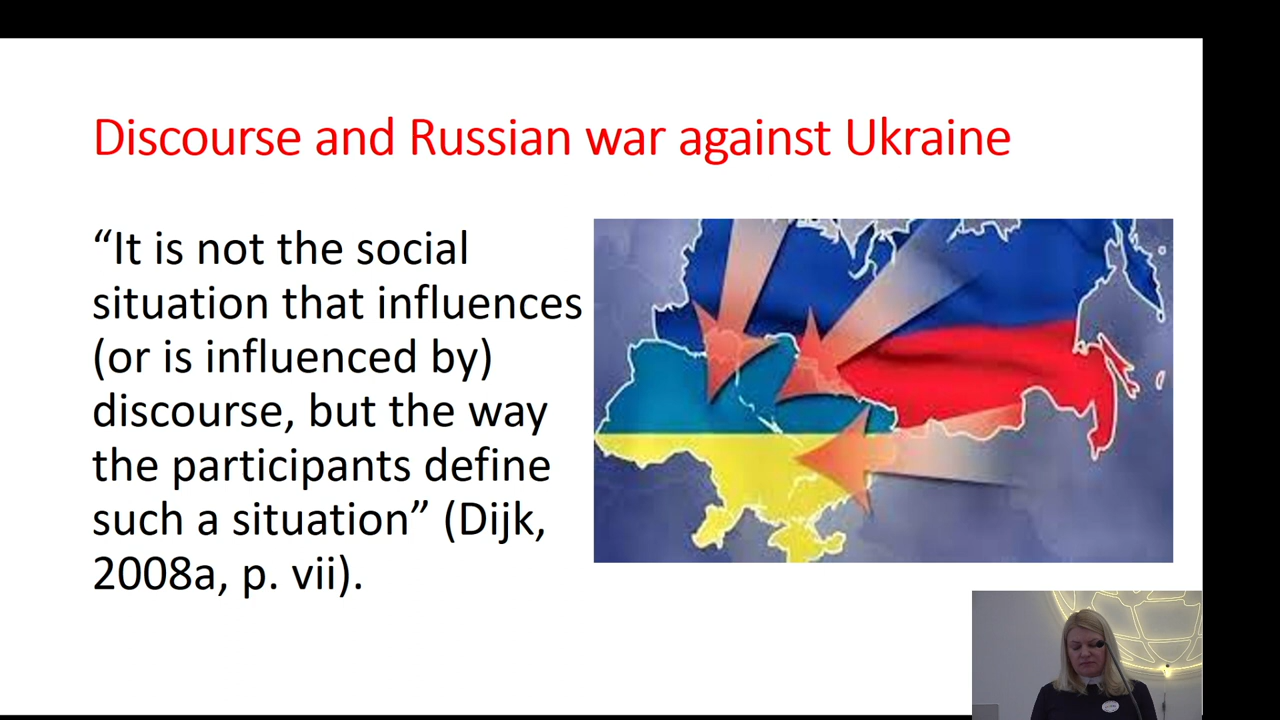 Discourse and Russian war against Ukraine
“It is not the social
situation that influences
(or is influenced by)
discourse, but the way
the participants define
such a situation” (Dijk,
2008a, p. vii).